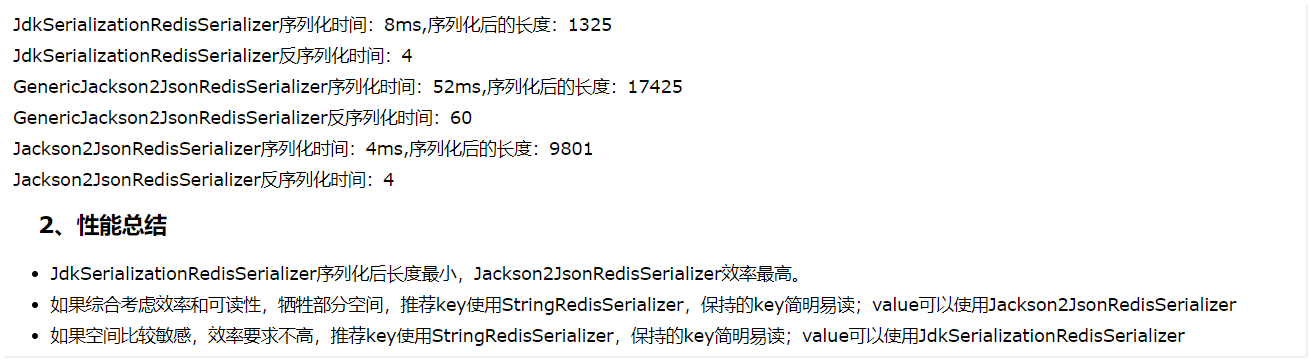 JdkSerializationRedisSerializer序列化时间：8ms,序列化后的长度：1325
JdkSerializationRedisSerializer反序列化时间：4
GenericJackson2JsonRedisSerializer序列化时间：52ms,序列化后的长度：17425
GenericJackson2JsonRedisSerializer反序列化时间：60
Jackson2JsonRedisSerializer序列化时间：4ms,序列化后的长度：9801
Jackson2JsonRedisSerializer反序列化时间：4
2、性能总结
• JdkSerializationRedisSerializer序列化后长度最小，Jackson2JsonRedisSerializer效率最高。
• 如果综合考虑效率和可读性，牺牲部分空间，推荐key使用StringRedisSerializer，保持的key简明易读；value可以使用Jackson2JsonRedisSerializer
• 如果空间比较敏感，效率要求不高，推荐key使用StringRedisSerializer，保持的key简明易读；value可以使用JdkSerializationRedisSerializer